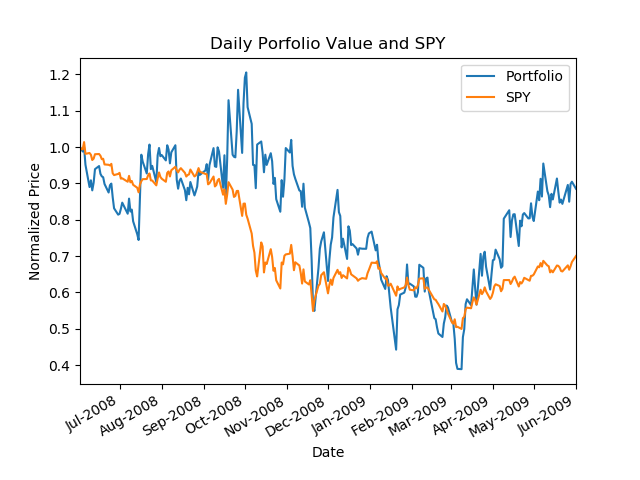 Daily Porfolio Value and SPY
Normalized Price
1.2
1.1
1.0
0.9
0.8
0.7
0.6
0.5
0.4
Portfolio
SPY
Jul-2008
Aug-2008
Sep-2008
Oct-2008
Nov-2008
Dec-2008
Jan-2009
Feb-2009
Mar-2009
Apr-2009
May-2009
Jun-2009
Date